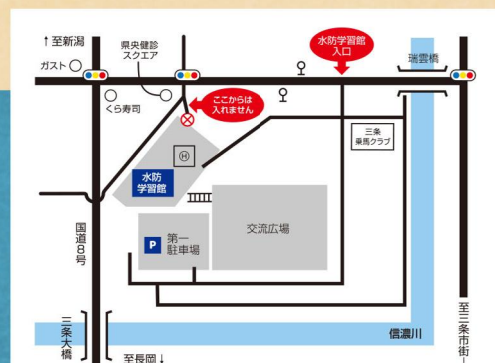 ↑至新潟
ガスト
県央健診
スクエア
水防学習館
入口
瑞雲橋
くら寿司
ここからは
入れません
H
三条
乗馬クラブ
水防
学習館
国道8号
P
第一
駐車場
交流広場
三条大橋
至長岡↓
信濃川
至三条市街